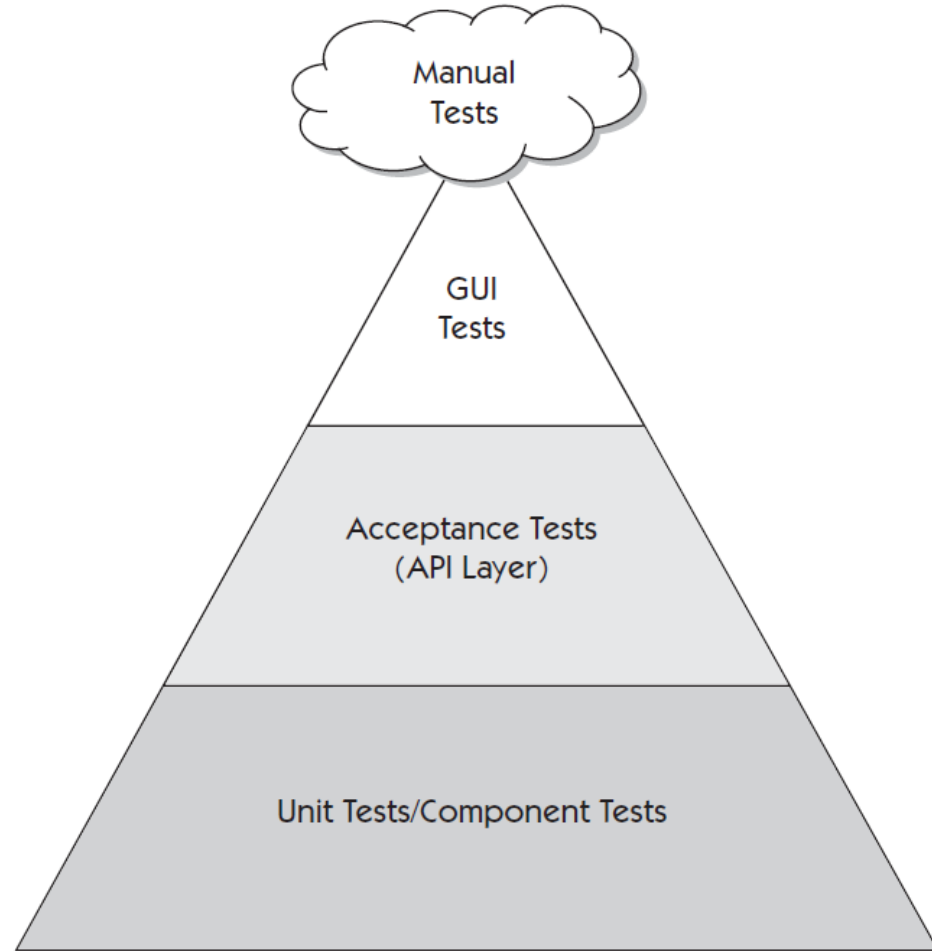 Manual
Tests
GUI
Tests
Acceptance Tests
(API Layer)
Unit Tests/Component Tests